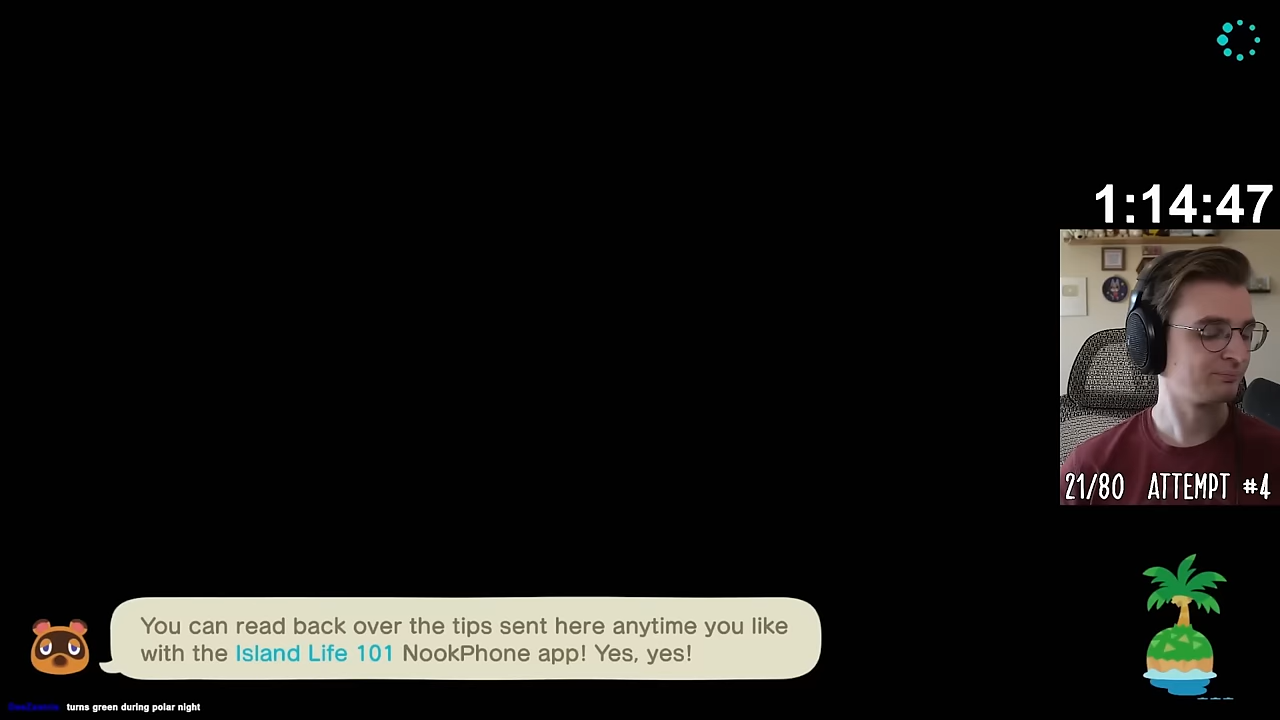 1:14:47
21/80 ATTEMPT #4
You can read back over the tips sent here anytime you like
with the Island Life 101 NookPhone app! Yes, yes!
turns green during polar night